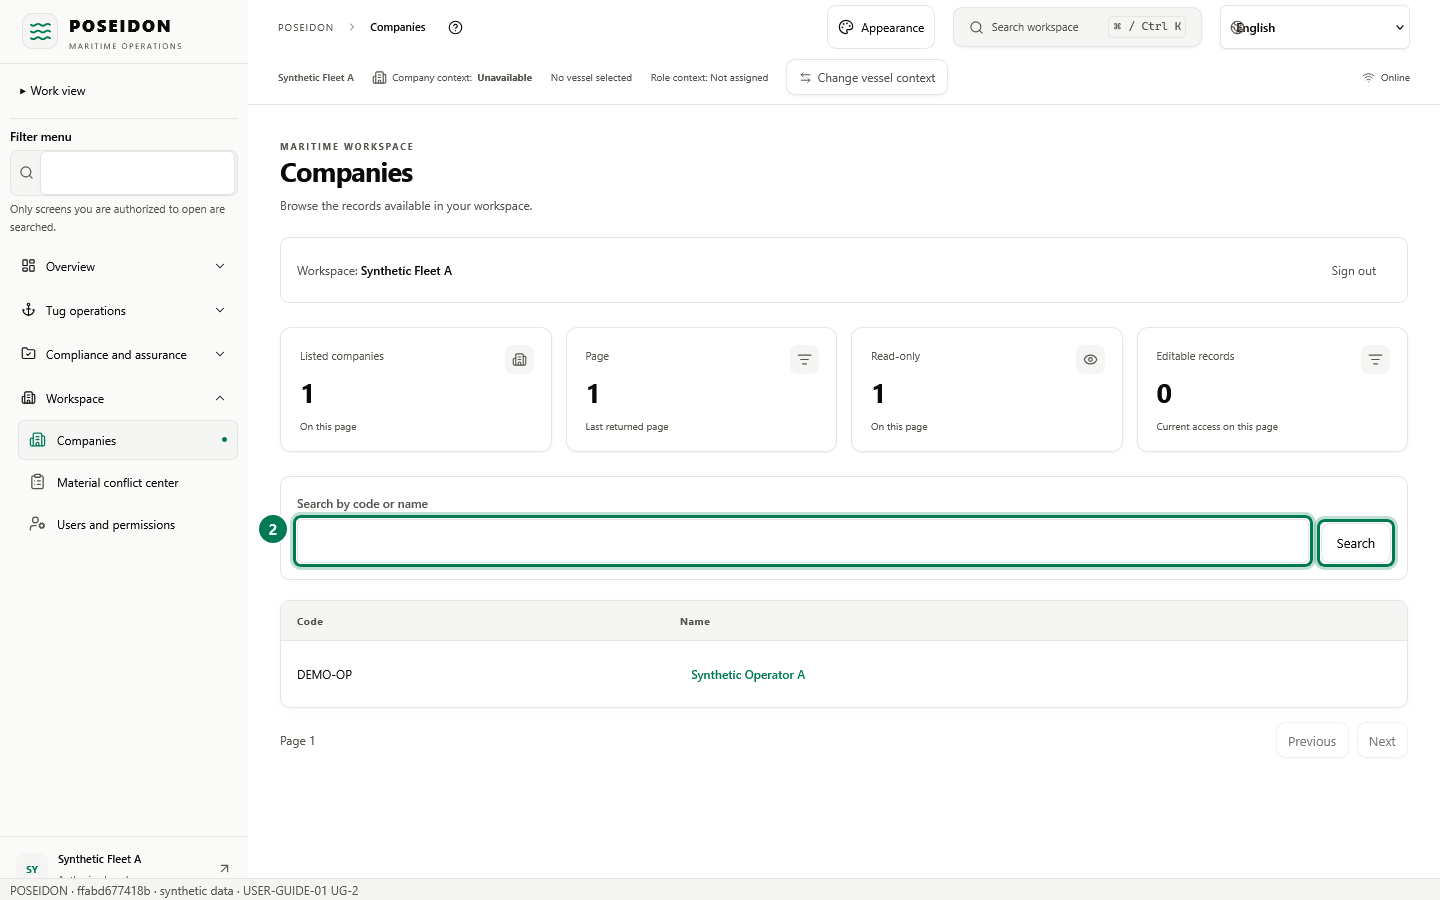 POSEIDON
MARITIME OPERATIONS
POSEIDON > Companies
Appearance
Search workspace ⌘ / Ctrl K
English
Synthetic Fleet A
Company context: Unavailable
No vessel selected
Role context: Not assigned
Change vessel context
Online
Work view
Filter menu
Only screens you are authorized to open are
searched.
Overview
Tug operations
Compliance and assurance
Workspace
Companies
Material conflict center
Users and permissions
MARITIME WORKSPACE
Companies
Browse the records available in your workspace.
Workspace: Synthetic Fleet A
Sign out
Listed companies
1
On this page
Page
1
Last returned page
Read-only
1
On this page
Editable records
0
Current access on this page
Search by code or name
2
Search
Code Name
DEMO-OP Synthetic Operator A
Page 1
Previous
Next
SY
Synthetic Fleet A
POSEIDON · ffabd677418b · synthetic data · USER-GUIDE-01 UG-2